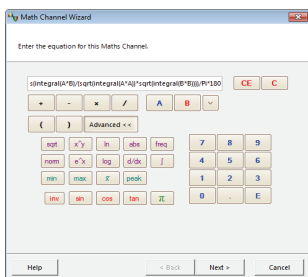 Math Channel Wizard
Enter the equation for this Maths Channel.
s(integral(A*B)/(sqrt(integral(A*A))*sqrt(integral(B*B))))/Pi*180
CE C
+ - × / A B
( ) Advanced <<
sqrt x^y ln abs freq 7 8 9
norm e^x log d/dx ∫ 4 5 6
min max x̄ peak 1 2 3
inv sin cos tan π 0 . E
Help < Back Next > Cancel